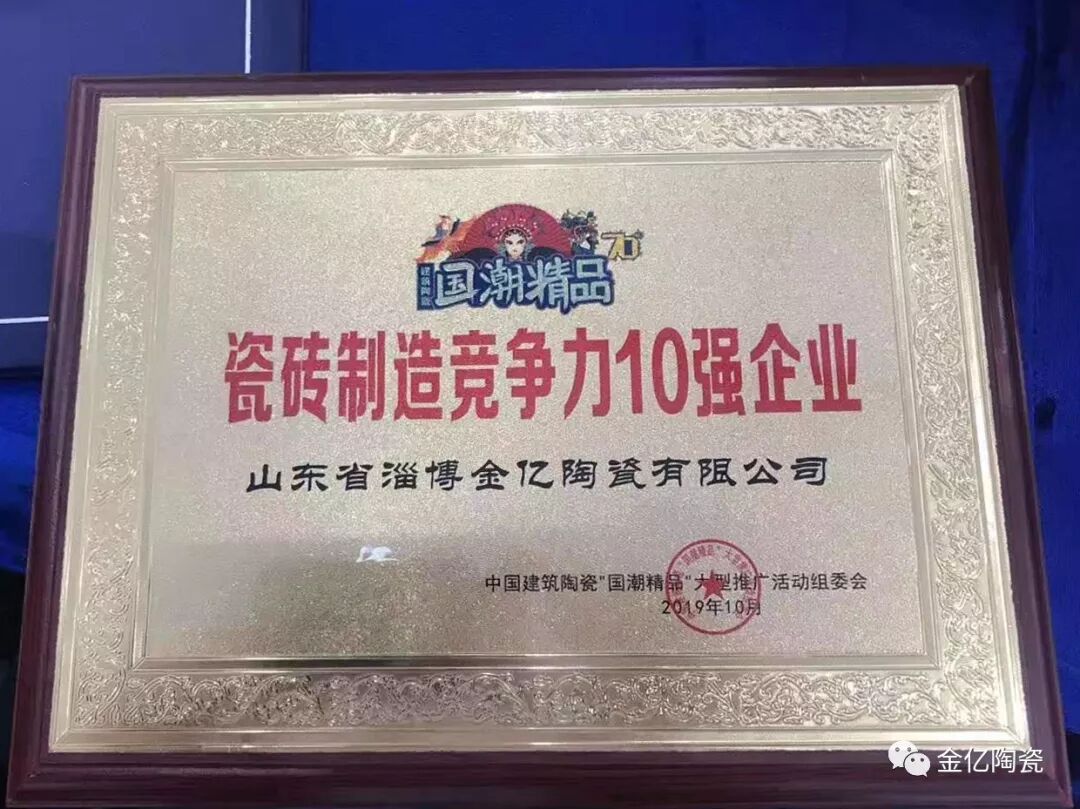 建筑陶瓷
国潮精品
70
瓷砖制造竞争力10强企业
山东省淄博金亿陶瓷有限公司
中国建筑陶瓷"国潮精品"大型推广活动组委会
2019年10月
金亿陶瓷